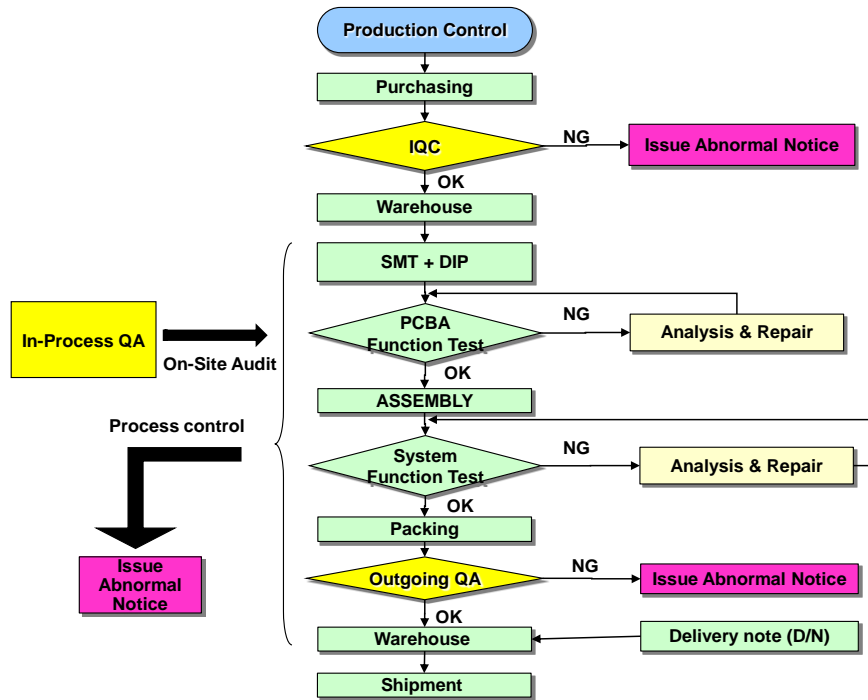 Production Control
Purchasing
IQC
NG
Issue Abnormal Notice
OK
Warehouse
SMT + DIP
In-Process QA
On-Site Audit
PCBA
Function Test
NG
Analysis & Repair
OK
ASSEMBLY
Process control
System
Function Test
NG
Analysis & Repair
OK
Packing
Issue
Abnormal
Notice
Outgoing QA
NG
Issue Abnormal Notice
OK
Warehouse
Delivery note (D/N)
Shipment